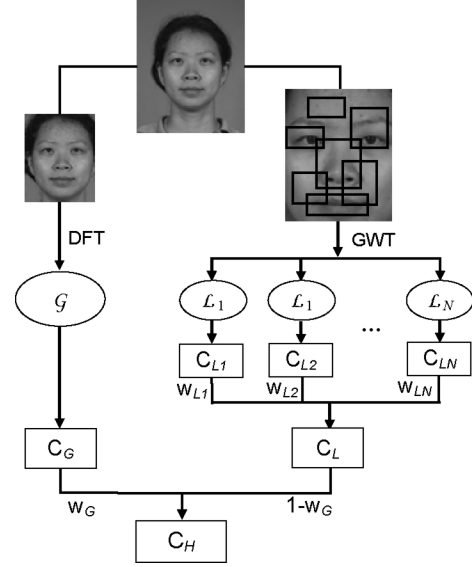 DFT
GWT
𝒢
ℒ1 ℒ1 ... ℒN
CL1 CL2 CLN
wL1 wL2 wLN
CG CL
wG 1-wG
CH